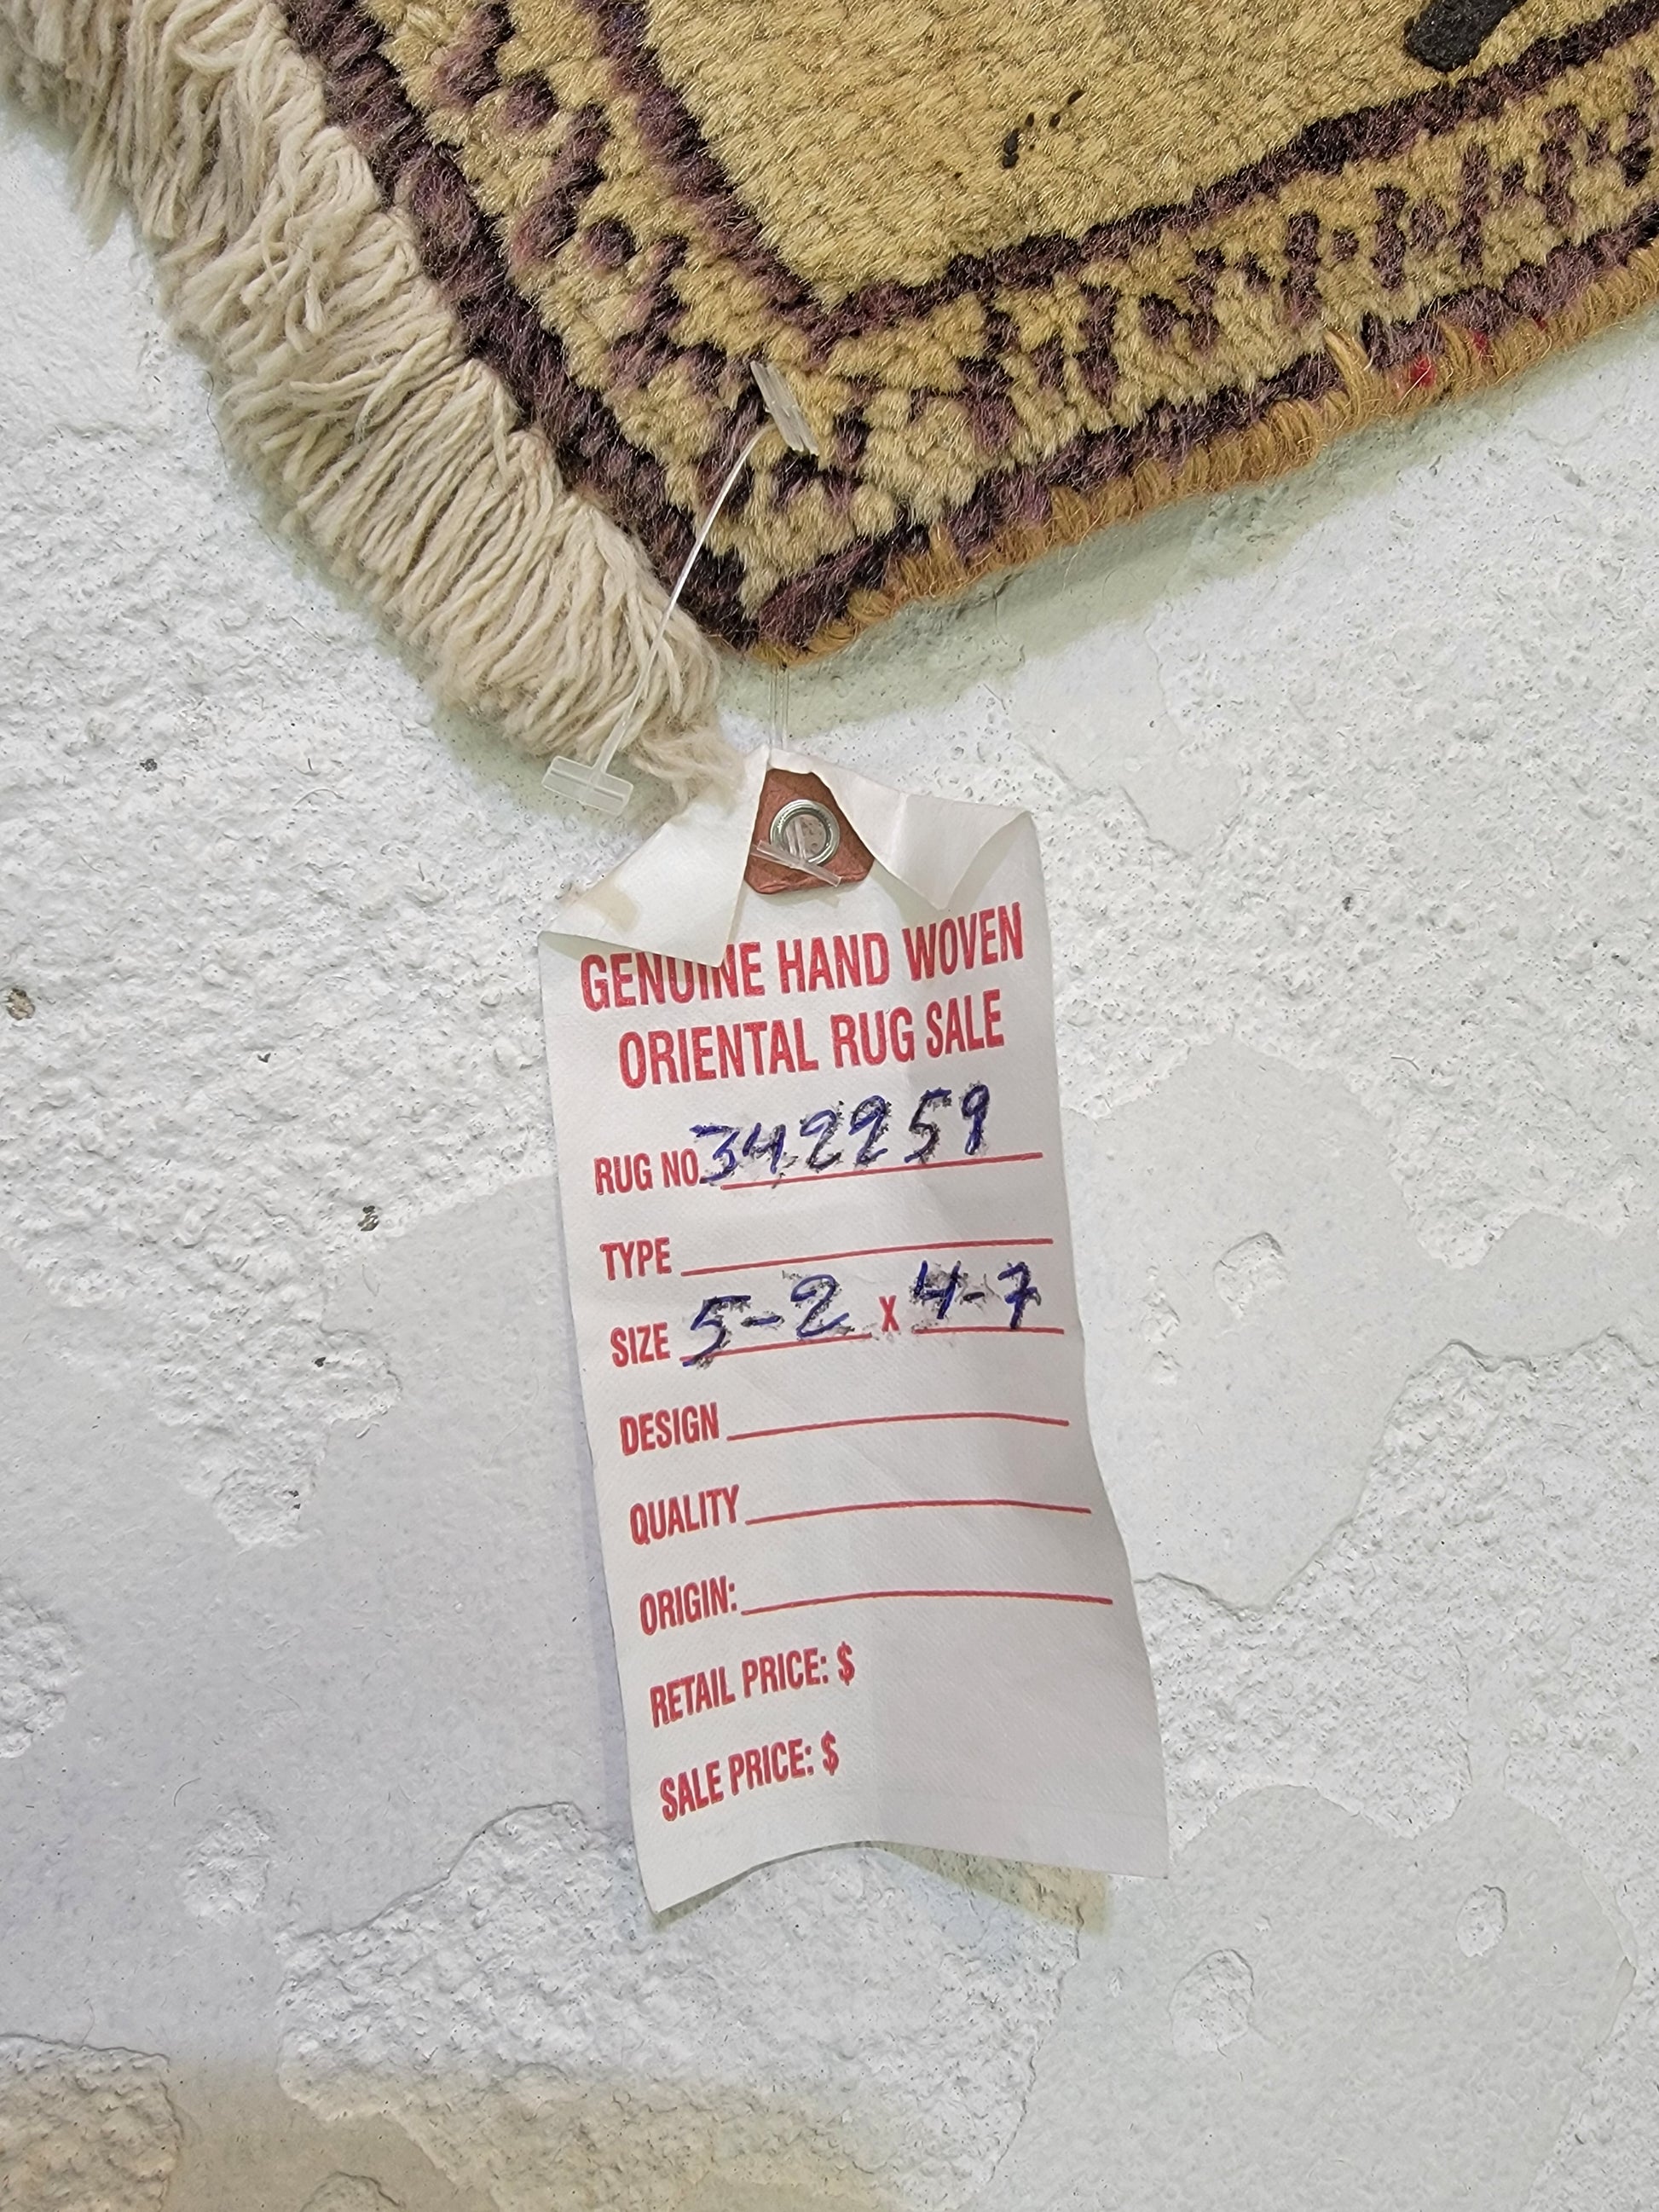 GENUINE HAND WOVEN
ORIENTAL RUG SALE
RUG NO. 342259
TYPE
SIZE 5-2 X 4-7
DESIGN
QUALITY
ORIGIN:
RETAIL PRICE: $
SALE PRICE: $